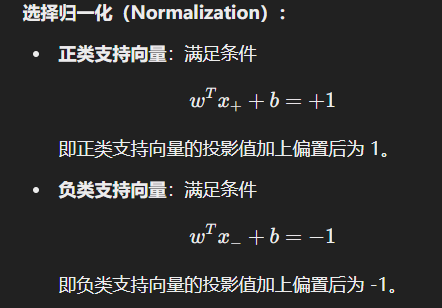 选择归一化（Normalization）：
• 正类支持向量：满足条件
wᵀx₊ + b = +1
即正类支持向量的投影值加上偏置后为 1。
• 负类支持向量：满足条件
wᵀx₋ + b = −1
即负类支持向量的投影值加上偏置后为 -1。